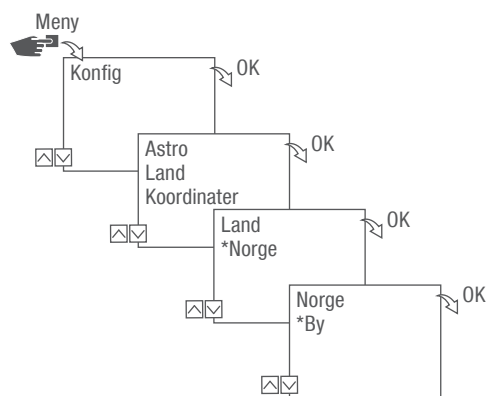 Meny
Konfig
OK
Astro
Land
Koordinater
OK
Land
*Norge
OK
Norge
*By
OK